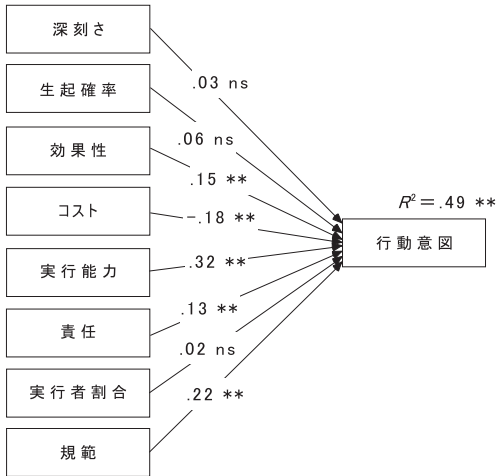 深刻さ
.03 ns
生起確率
.06 ns
効果性
.15 **
コスト
R²=.49 **
-.18 **
行動意図
実行能力
.32 **
責任
.13 **
.02 ns
実行者割合
.22 **
規範